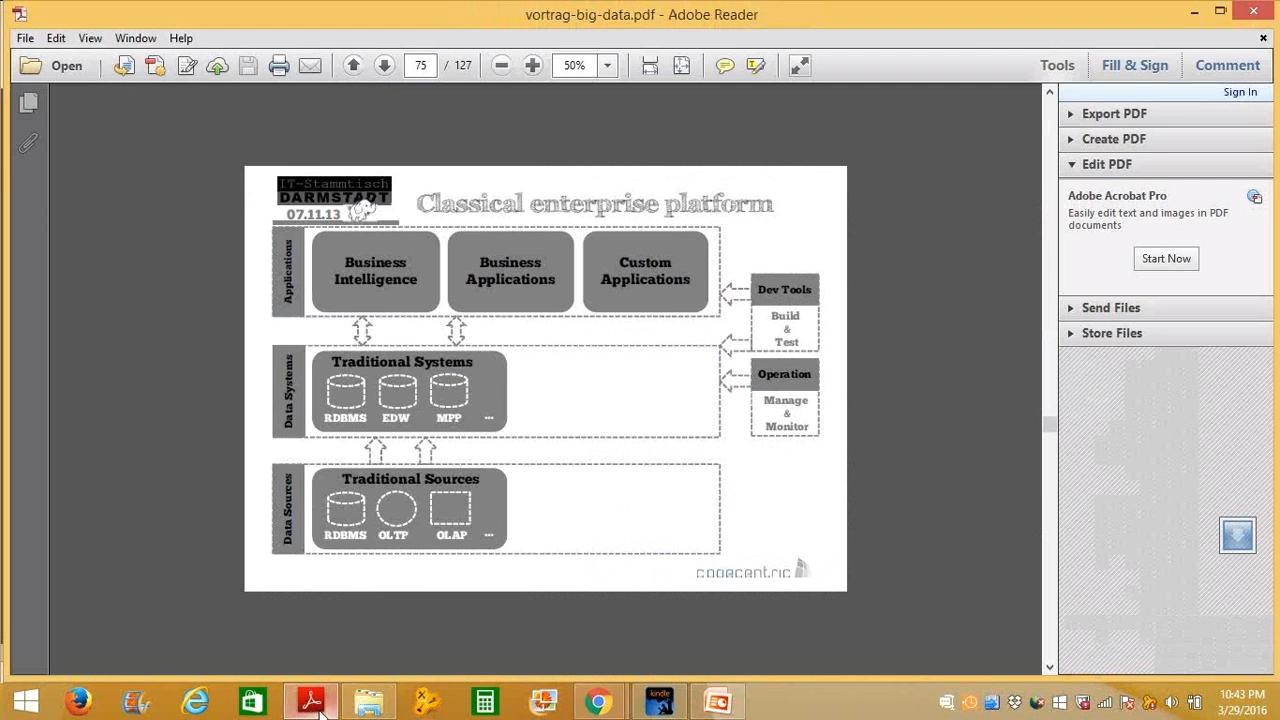 vortrag-big-data.pdf - Adobe Reader
File Edit View Window Help
Open 75 / 127 50% Tools Fill & Sign Comment
Sign In
Export PDF
Create PDF
Edit PDF
Adobe Acrobat Pro
Easily edit text and images in PDF
documents
Start Now
Send Files
Store Files
IT-Stammtisch
DARMSTADT
07.11.13
Classical enterprise platform
Applications
Business
Intelligence
Business
Applications
Custom
Applications
Dev Tools
Build
&
Test
Operation
Manage
&
Monitor
Data Systems
Traditional Systems
RDBMS EDW MPP ...
Data Sources
Traditional Sources
RDBMS OLTP OLAP ...
codecentric
kindle
10:43 PM
3/29/2016